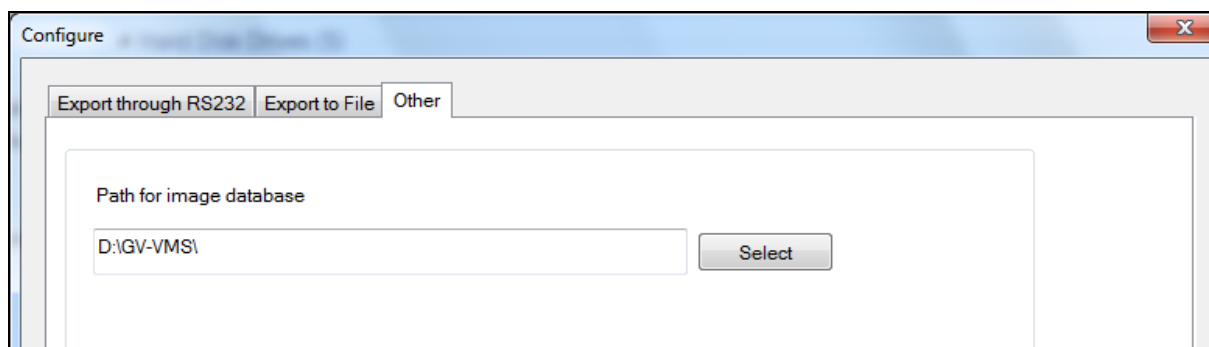 Configure
Export through RS232 Export to File Other
Path for image database
D:\GV-VMS\ Select